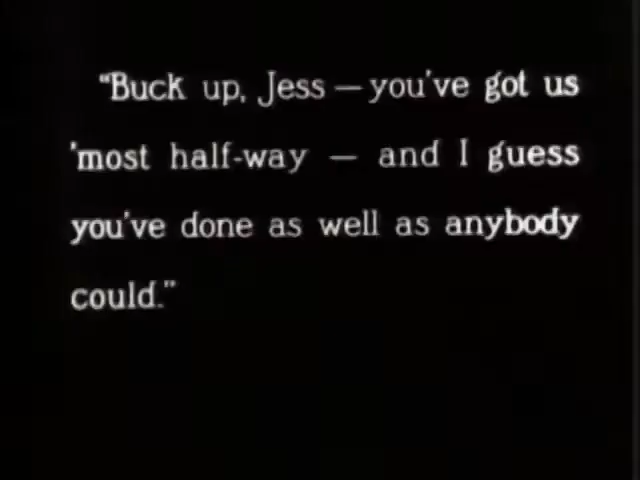 "Buck up, Jess — you've got us
'most half-way — and I guess
you've done as well as anybody
could."